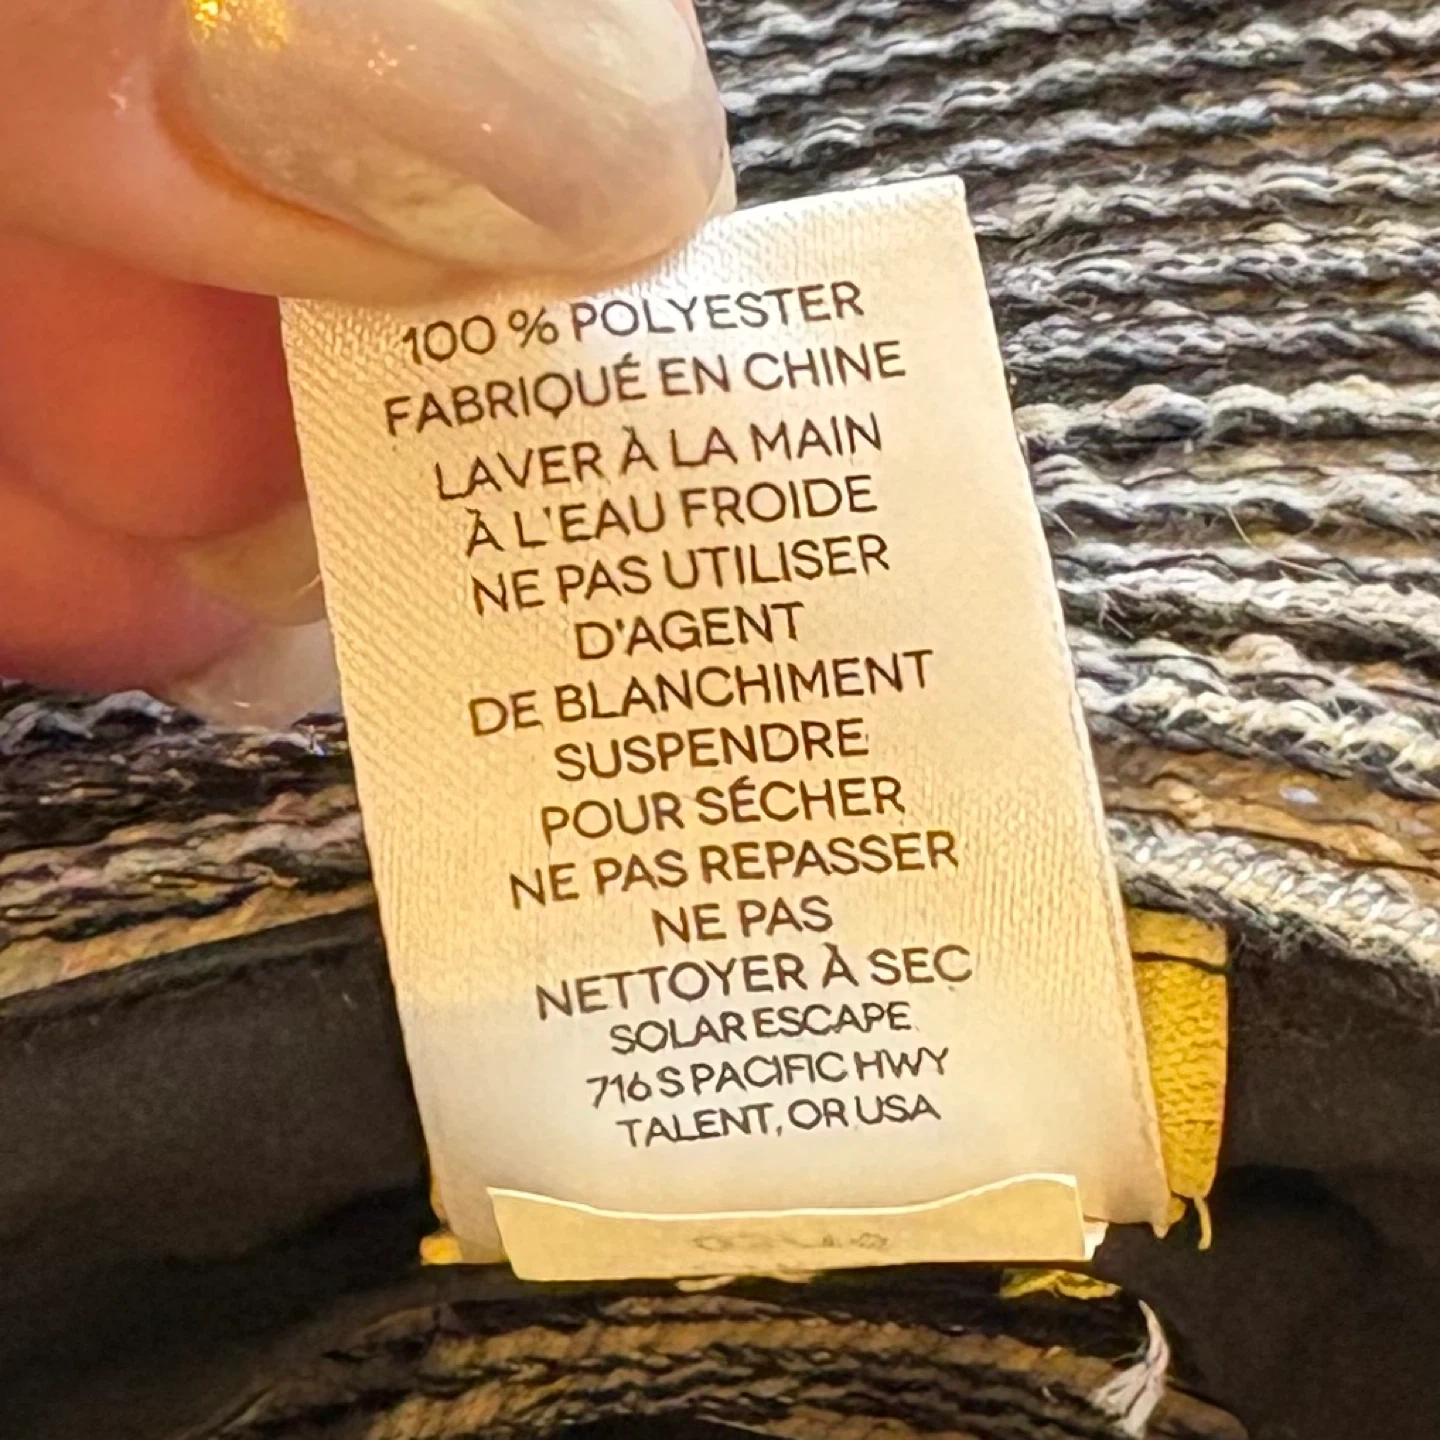 100 % POLYESTER
FABRIQUÉ EN CHINE
LAVER À LA MAIN
À L'EAU FROIDE
NE PAS UTILISER
D'AGENT
DE BLANCHIMENT
SUSPENDRE
POUR SÉCHER
NE PAS REPASSER
NE PAS
NETTOYER À SEC
SOLAR ESCAPE
716 S PACIFIC HWY
TALENT, OR USA